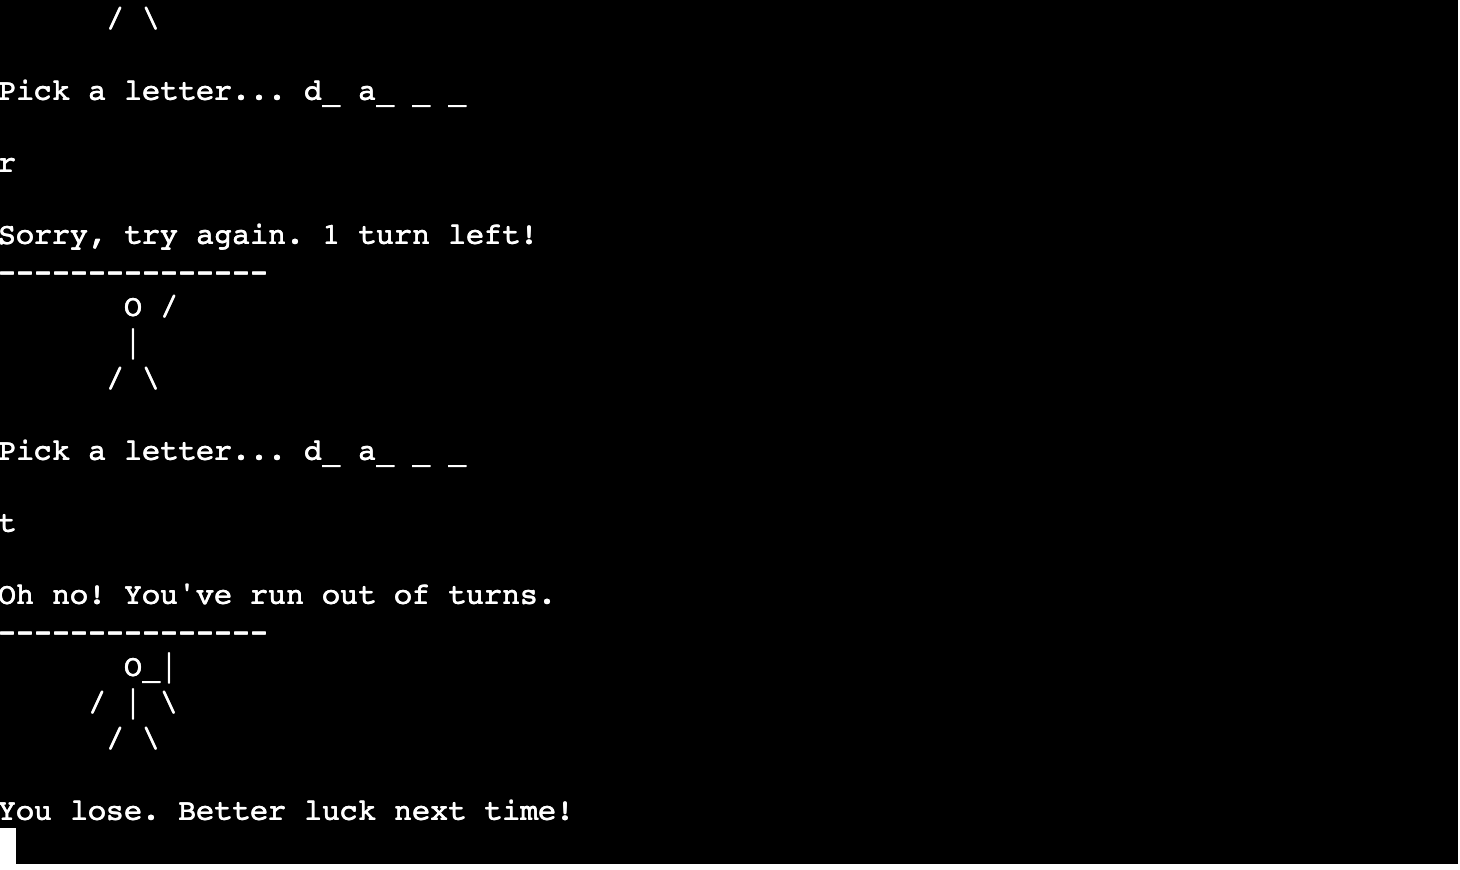 / \
Pick a letter... d_ a_ _ _
r
Sorry, try again. 1 turn left!
---------------
O /
|
/ \
Pick a letter... d_ a_ _ _
t
Oh no! You've run out of turns.
---------------
O_|
/ | \
/ \
You lose. Better luck next time!